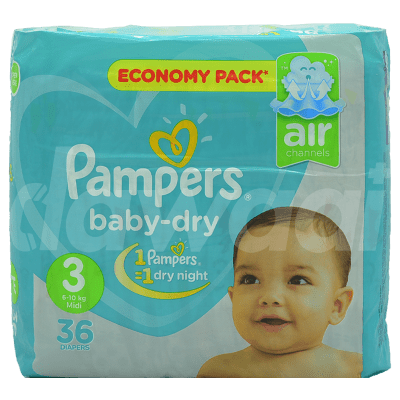 ECONOMY PACK*
air
channels
Pampers®
baby-dry
1 Pampers®
=1 dry night
3
6-10 kg
Midi
36
DIAPERS